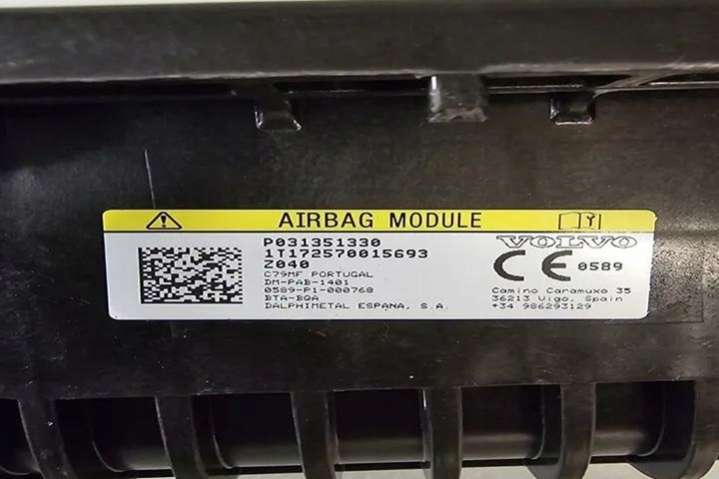 AIRBAG MODULE
P031351330
1T172570015693
Z040
C79MF PORTUGAL
DM-PAB-1401
0589-P1-000768
BTA-BQA
DALPHIMETAL ESPANA, S.A.
VOLVO
CE 0589
Camino Caramuxo 35
36213 Vigo, Spain
+34 986293129